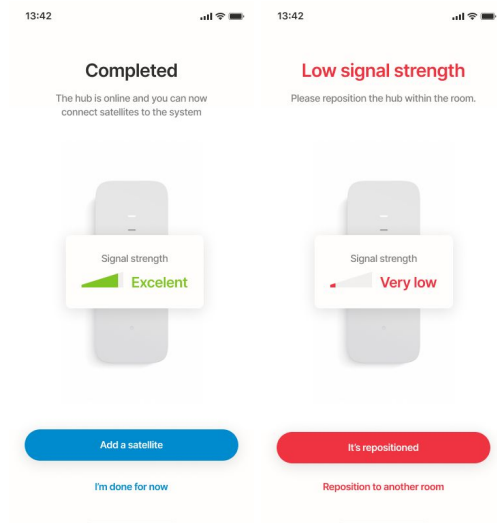 13:42
Completed
The hub is online and you can now
connect satellites to the system
Signal strength
Excelent
Add a satellite
I'm done for now
13:42
Low signal strength
Please reposition the hub within the room.
Signal strength
Very low
It's repositioned
Reposition to another room